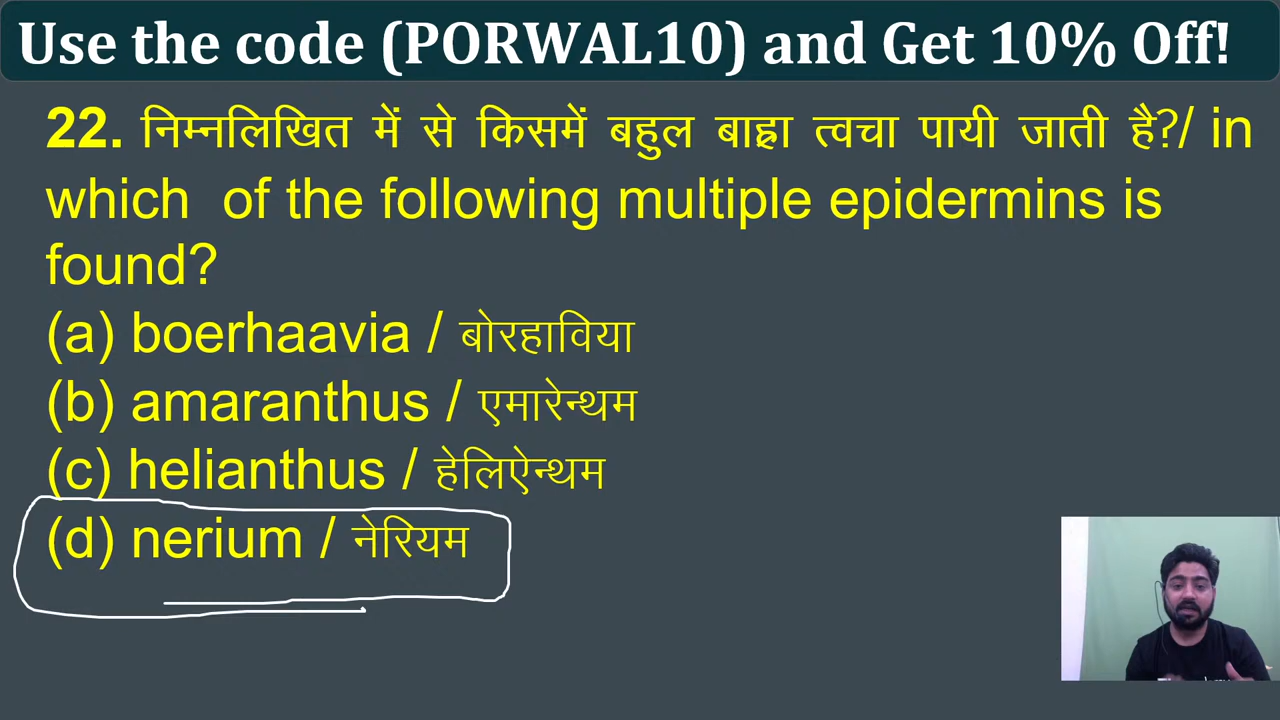 Use the code (PORWAL10) and Get 10% Off!
22. निम्नलिखित में से किसमें बहुल बाह्रा त्वचा पायी जाती है?/ in
which of the following multiple epidermins is
found?
(a) boerhaavia / बोरहाविया
(b) amaranthus / एमारेन्थम
(c) helianthus / हेलिऐन्थम
(d) nerium / नेरियम